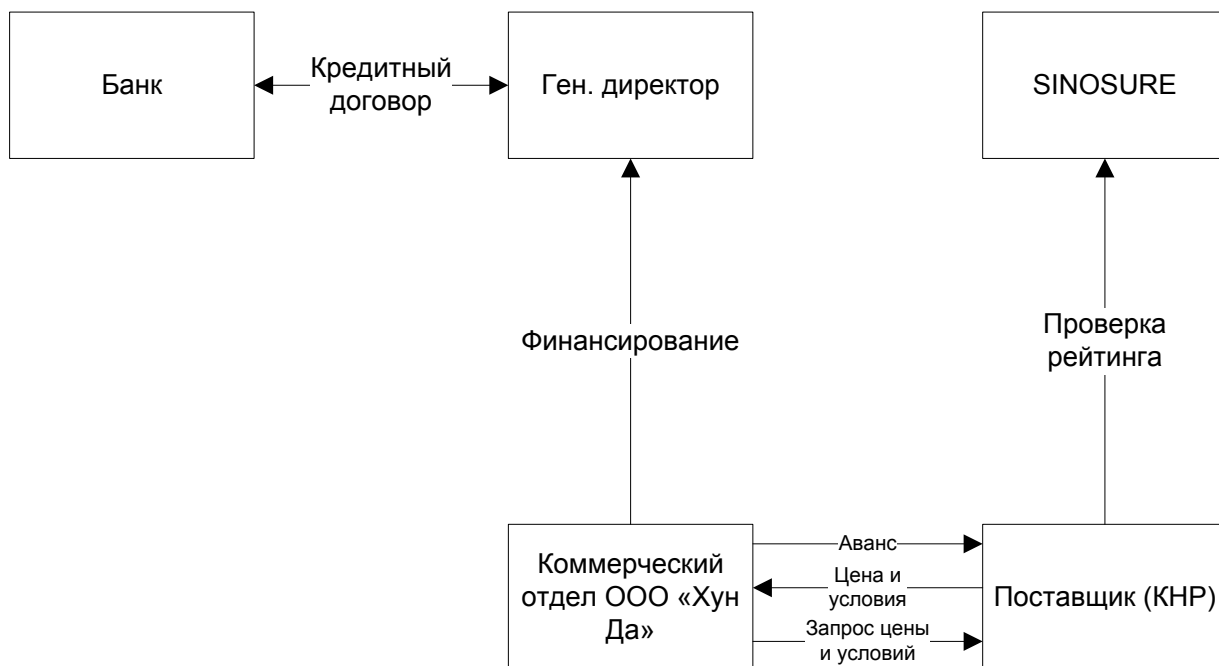 Банк
Кредитный
договор
Ген. директор
SINOSURE
Финансирование
Проверка
рейтинга
Коммерческий
отдел ООО «Хун
Да»
Аванс
Цена и
условия
Запрос цены
и условий
Поставщик (КНР)